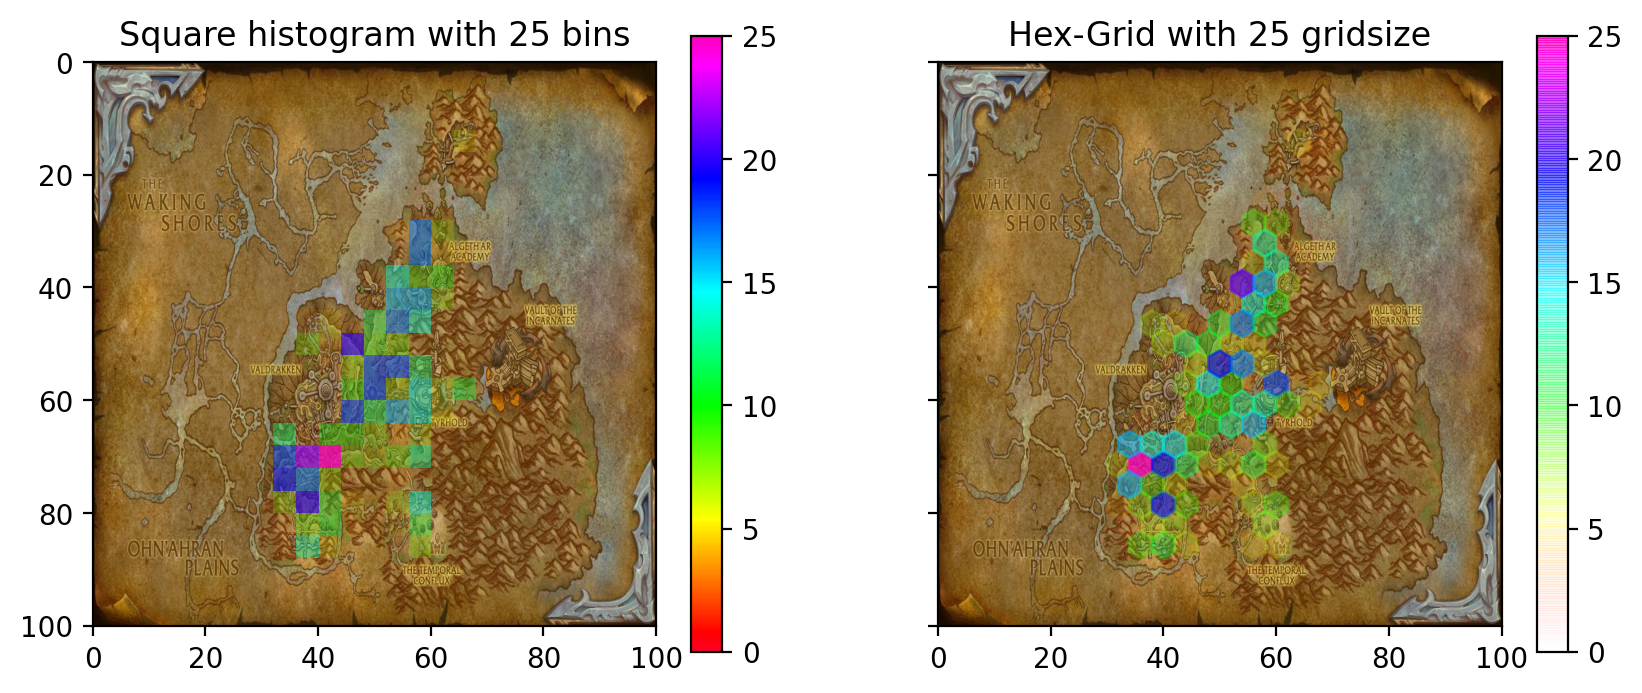 Square histogram with 25 bins
0
20
40
60
80
100
0
20
40
60
80
100
THE
WAKING
SHORES
ALGETH'AR
ACADEMY
VAULT OF THE
INCARNATES
VALDRAKKEN
TYRHOLD
OHN'AHRAN
PLAINS
THE TEMPORAL
CONFLUX
25
20
15
10
5
0
Hex-Grid with 25 gridsize
THE
WAKING
SHORES
ALGETH'AR
ACADEMY
VAULT OF THE
INCARNATES
VALDRAKKEN
TYRHOLD
OHN'AHRAN
PLAINS
THE TEMPORAL
CONFLUX
0
20
40
60
80
100
25
20
15
10
5
0